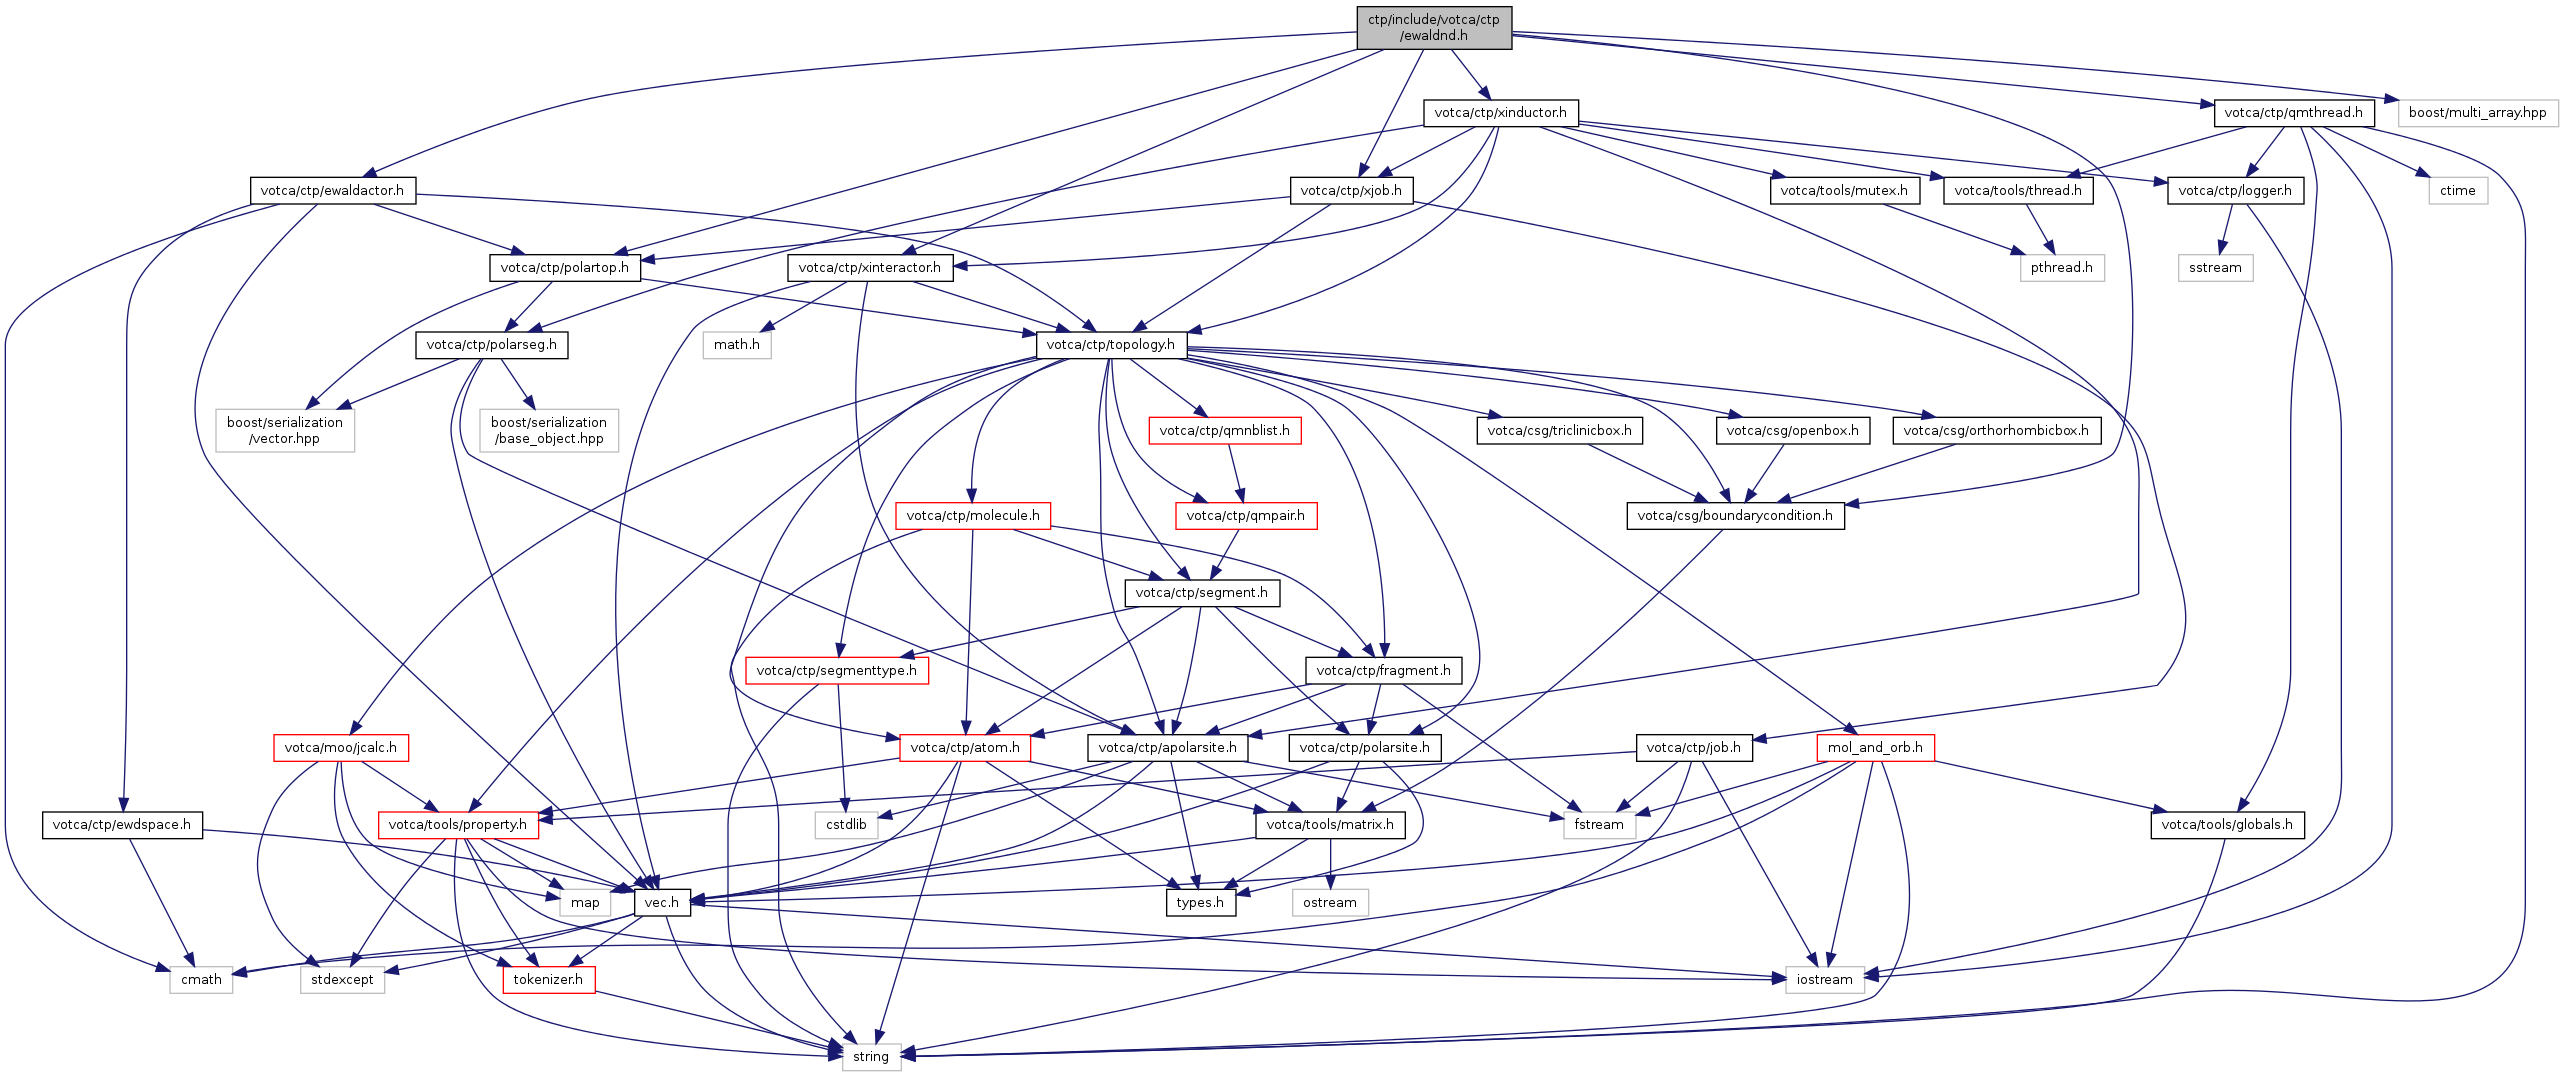 ctp/include/votca/ctp
/ewaldnd.h
votca/ctp/xinductor.h
votca/ctp/qmthread.h
boost/multi_array.hpp
votca/ctp/ewaldactor.h
votca/ctp/xjob.h
votca/tools/mutex.h
votca/tools/thread.h
votca/ctp/logger.h
ctime
votca/ctp/polartop.h
votca/ctp/xinteractor.h
pthread.h
sstream
votca/ctp/polarseg.h
math.h
votca/ctp/topology.h
boost/serialization
/vector.hpp
boost/serialization
/base_object.hpp
votca/ctp/qmnblist.h
votca/csg/triclinicbox.h
votca/csg/openbox.h
votca/csg/orthorhombicbox.h
votca/ctp/molecule.h
votca/ctp/qmpair.h
votca/csg/boundarycondition.h
votca/ctp/segment.h
votca/ctp/segmenttype.h
votca/ctp/fragment.h
votca/moo/jcalc.h
votca/ctp/atom.h
votca/ctp/apolarsite.h
votca/ctp/polarsite.h
votca/ctp/job.h
mol_and_orb.h
votca/ctp/ewdspace.h
votca/tools/property.h
cstdlib
votca/tools/matrix.h
fstream
votca/tools/globals.h
map
vec.h
types.h
ostream
cmath
stdexcept
tokenizer.h
iostream
string